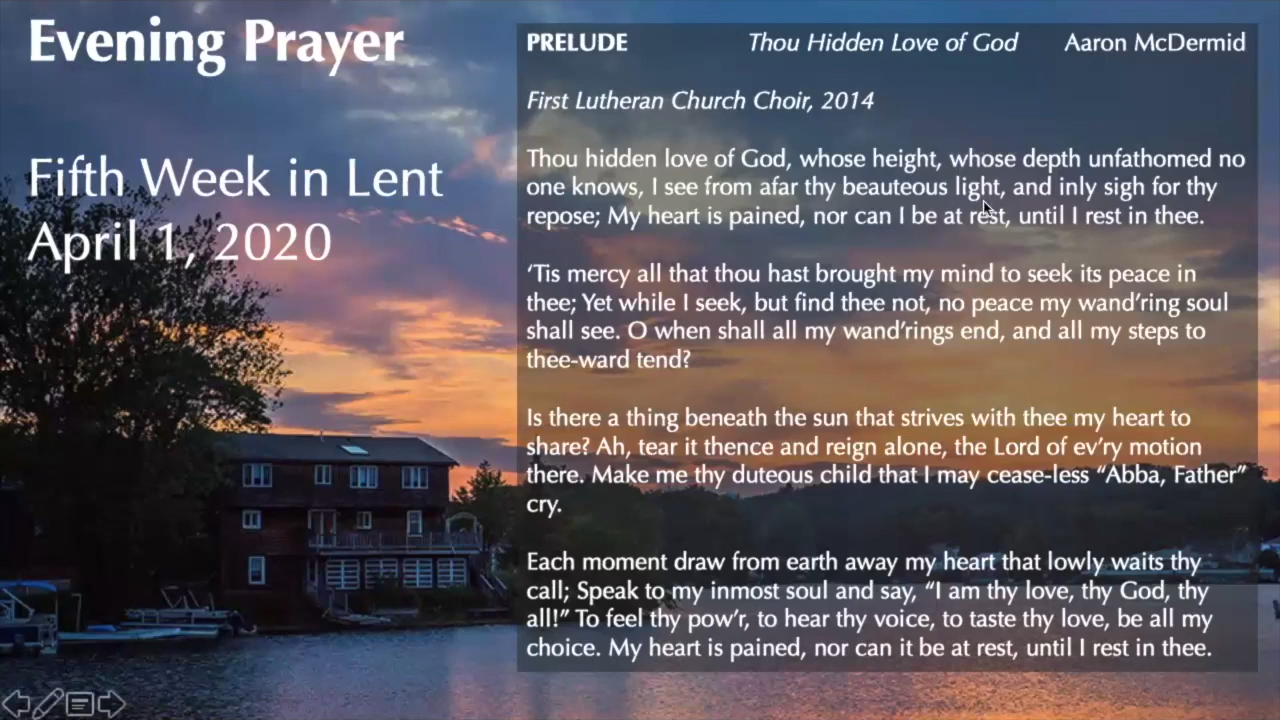 Evening Prayer
Fifth Week in Lent
April 1, 2020
PRELUDE Thou Hidden Love of God Aaron McDermid
First Lutheran Church Choir, 2014
Thou hidden love of God, whose height, whose depth unfathomed no
one knows, I see from afar thy beauteous light, and inly sigh for thy
repose; My heart is pained, nor can I be at rest, until I rest in thee.
‘Tis mercy all that thou hast brought my mind to seek its peace in
thee; Yet while I seek, but find thee not, no peace my wand’ring soul
shall see. O when shall all my wand’rings end, and all my steps to
thee-ward tend?
Is there a thing beneath the sun that strives with thee my heart to
share? Ah, tear it thence and reign alone, the Lord of ev’ry motion
there. Make me thy duteous child that I may cease-less “Abba, Father”
cry.
Each moment draw from earth away my heart that lowly waits thy
call; Speak to my inmost soul and say, “I am thy love, thy God, thy
all!” To feel thy pow’r, to hear thy voice, to taste thy love, be all my
choice. My heart is pained, nor can it be at rest, until I rest in thee.